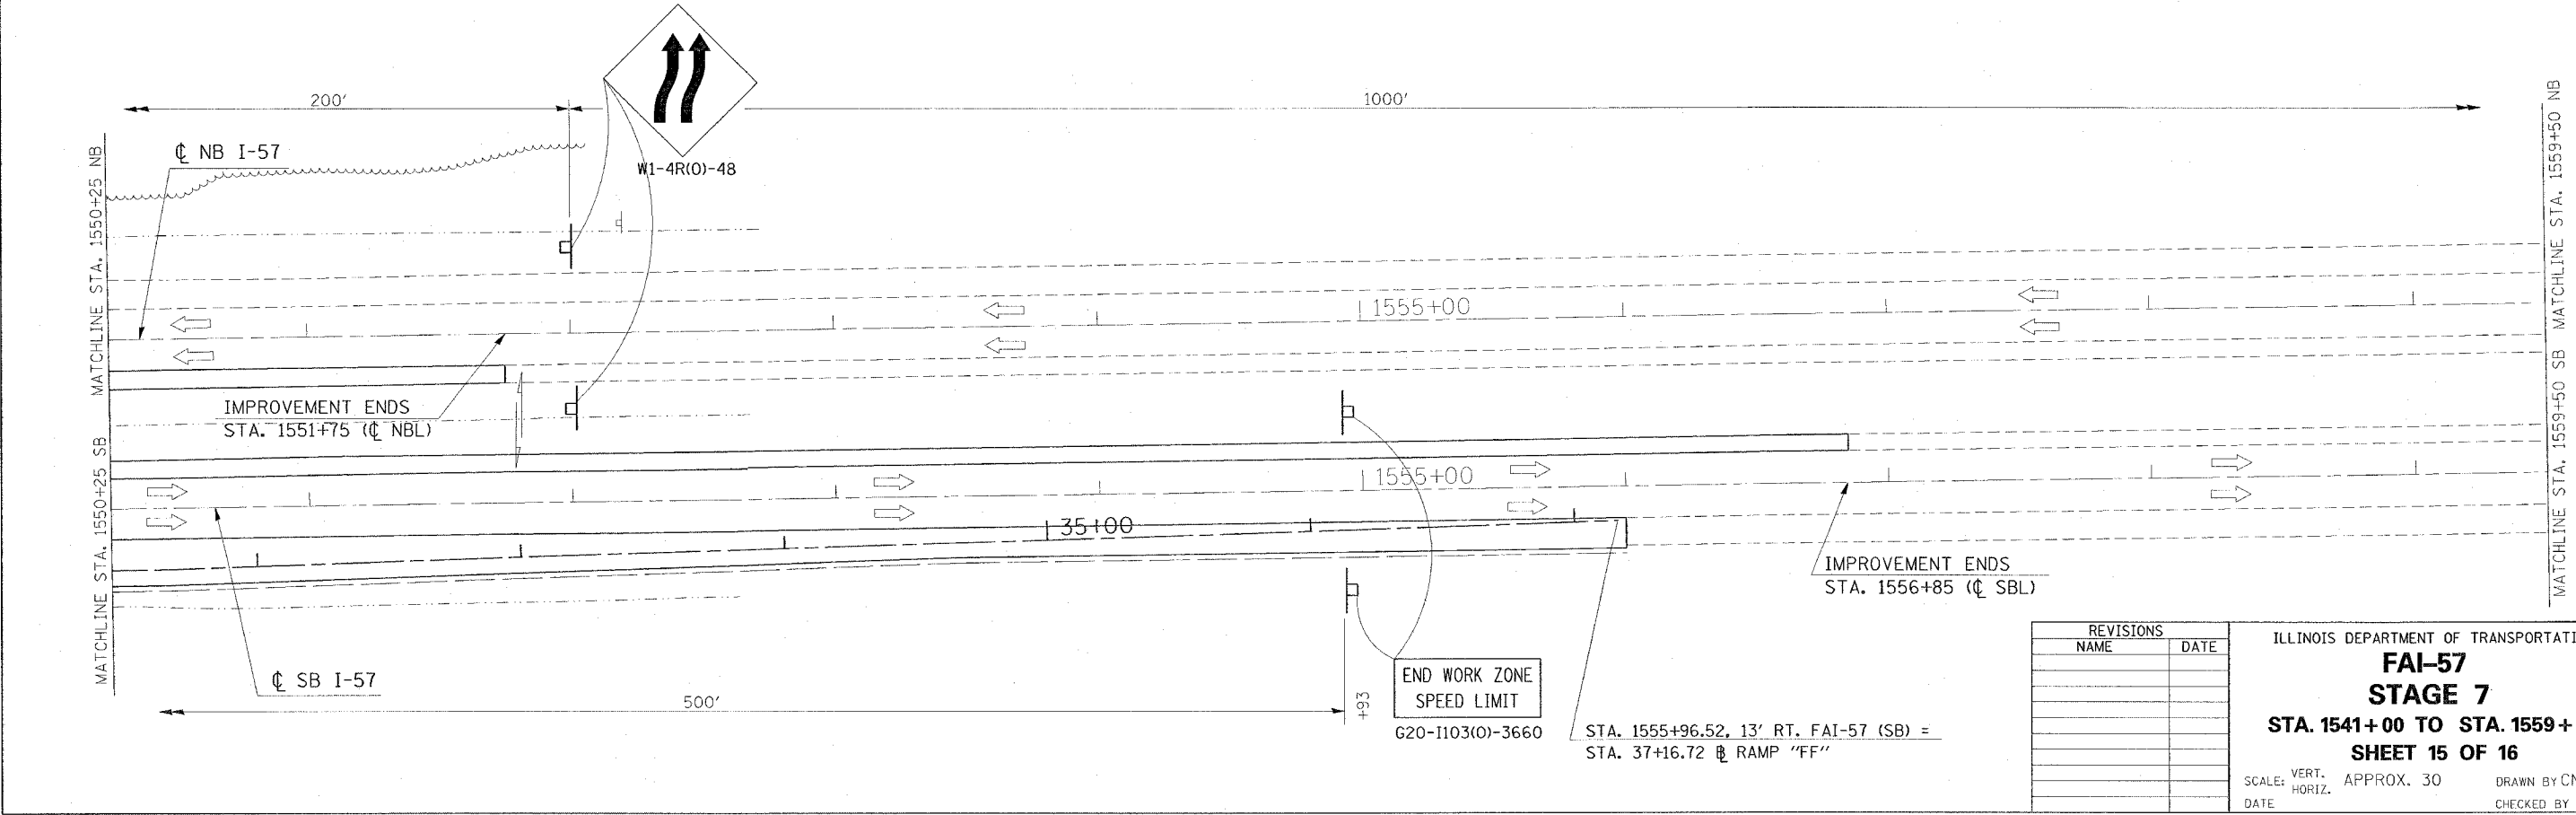 200'
1000'
W1-4R(O)-48
℄ NB I-57
MATCHLINE STA. 1550+25 NB
MATCHLINE STA. 1559+50 NB
1555+00
IMPROVEMENT ENDS
STA. 1551+75 (℄ NBL)
MATCHLINE STA. 1550+25 SB
MATCHLINE STA. 1559+50 SB
1555+00
35+00
IMPROVEMENT ENDS
STA. 1556+85 (℄ SBL)
℄ SB I-57
500'
+93
END WORK ZONE
SPEED LIMIT
G20-I103(O)-3660
STA. 1555+96.52, 13' RT. FAI-57 (SB) =
STA. 37+16.72 ⅊ RAMP "FF"
REVISIONS
NAME DATE
ILLINOIS DEPARTMENT OF TRANSPORTATI
FAI-57
STAGE 7
STA. 1541+00 TO STA. 1559+
SHEET 15 OF 16
SCALE: VERT. HORIZ. APPROX. 30 DRAWN BY CN
DATE CHECKED BY